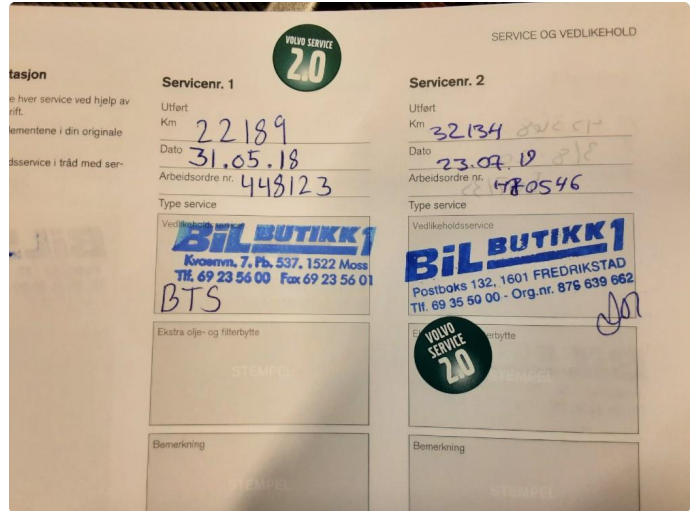 SERVICE OG VEDLIKEHOLD
VOLVO SERVICE
2.0
tasjon
e hver service ved hjelp av
rift.
ementene i din originale
dsservice i tråd med ser-
Servicenr. 1
Utført
Km 22189
Dato 31.05.18
Arbeidsordre nr. 448123
Type service
Vedlikeholdsservice
BiL BUTIKK1
Kvaenvn. 7. Pb. 537. 1522 Moss
Tlf. 69 23 56 00 Fax 69 23 56 01
BTS
Ekstra olje- og filterbytte
STEMPEL
Bemerkning
STEMPEL
Servicenr. 2
Utført
Km 32134
Dato 23.07.19
Arbeidsordre nr.
Type service
Vedlikeholdsservice
BiL BUTIKK1
Postboks 132, 1601 FREDRIKSTAD
Tlf. 69 35 50 00 - Org.nr. 876 639 662
VOLVO
SERVICE
2.0
erbytte
STEMPEL
Bemerkning
STEMPEL